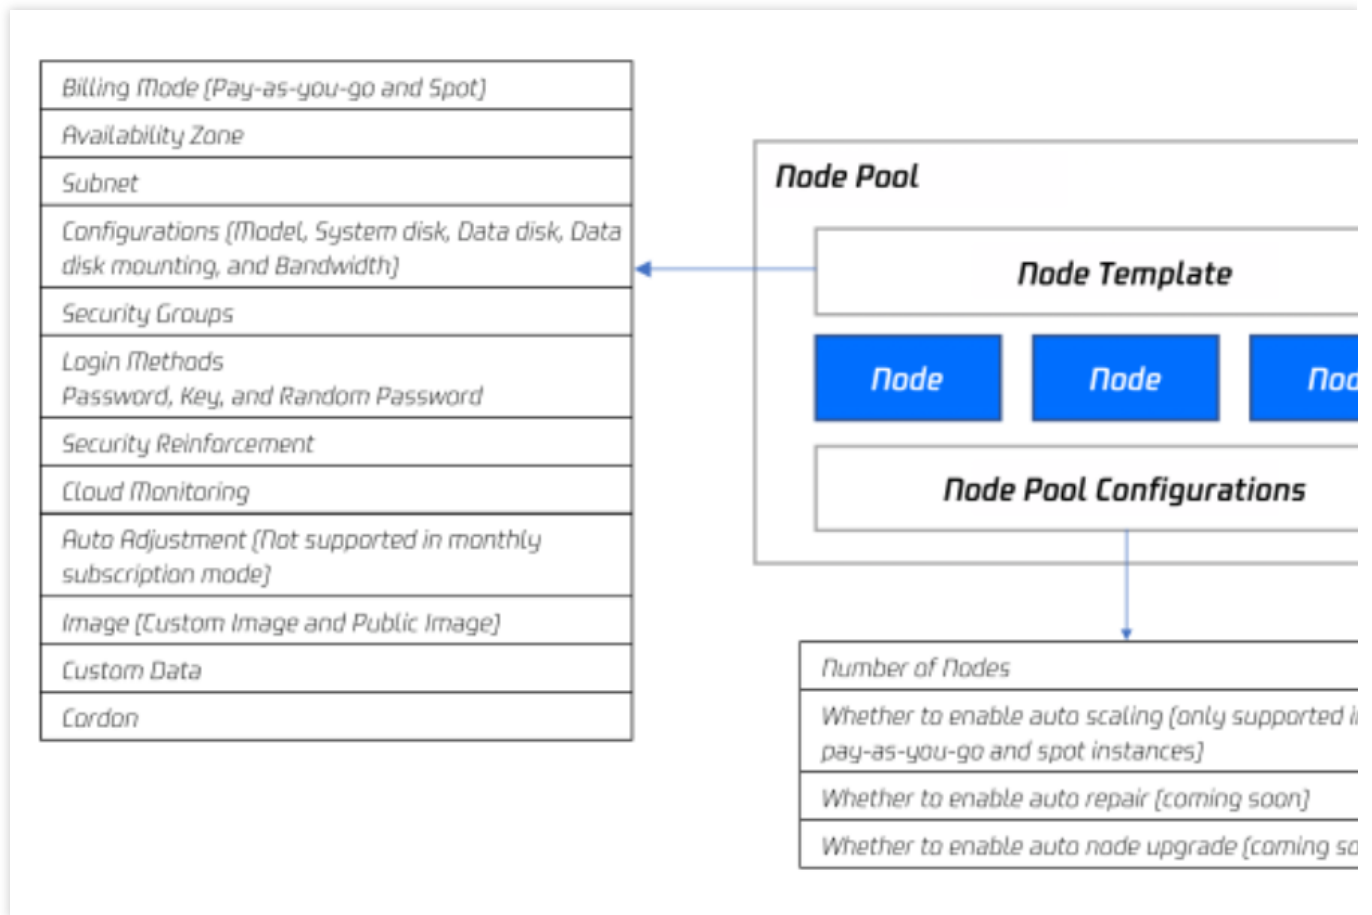 Billing Mode (Pay-as-you-go and Spot)
Availability Zone
Subnet
Configurations (Model, System disk, Data disk, Data
disk mounting, and Bandwidth)
Security Groups
Login Methods
Password, Key, and Random Password
Security Reinforcement
Cloud Monitoring
Auto Adjustment (Not supported in monthly
subscription mode)
Image (Custom Image and Public Image)
Custom Data
Cordon
Node Pool
Node Template
Node
Node
Node Pool Configurations
Number of Nodes
Whether to enable auto scaling (only supported
pay-as-you-go and spot instances)
Whether to enable auto repair (coming soon)
Whether to enable auto node upgrade (coming